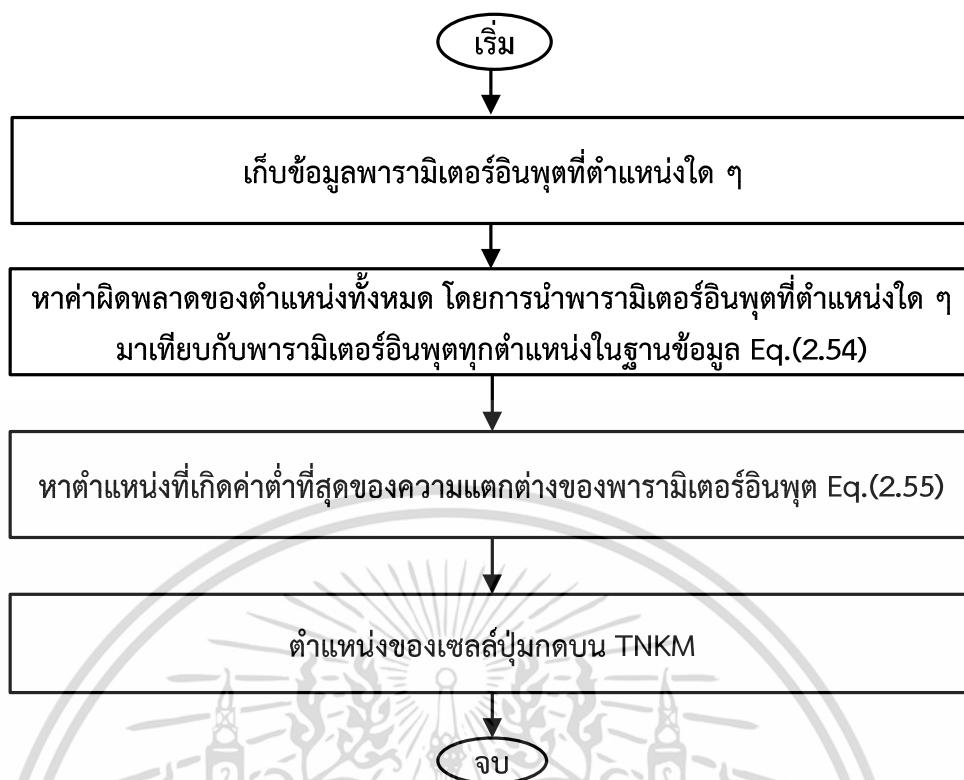 เริ่ม
เก็บข้อมูลพารามิเตอร์อินพุตที่ตำแหน่งใด ๆ
หาค่าผิดพลาดของตำแหน่งทั้งหมด โดยการนำพารามิเตอร์อินพุตที่ตำแหน่งใด ๆ
มาเทียบกับพารามิเตอร์อินพุตทุกตำแหน่งในฐานข้อมูล Eq.(2.54)
หาตำแหน่งที่เกิดค่าต่ำที่สุดของความแตกต่างของพารามิเตอร์อินพุต Eq.(2.55)
ตำแหน่งของเซลล์ปุ่มกดบน TNKM
จบ